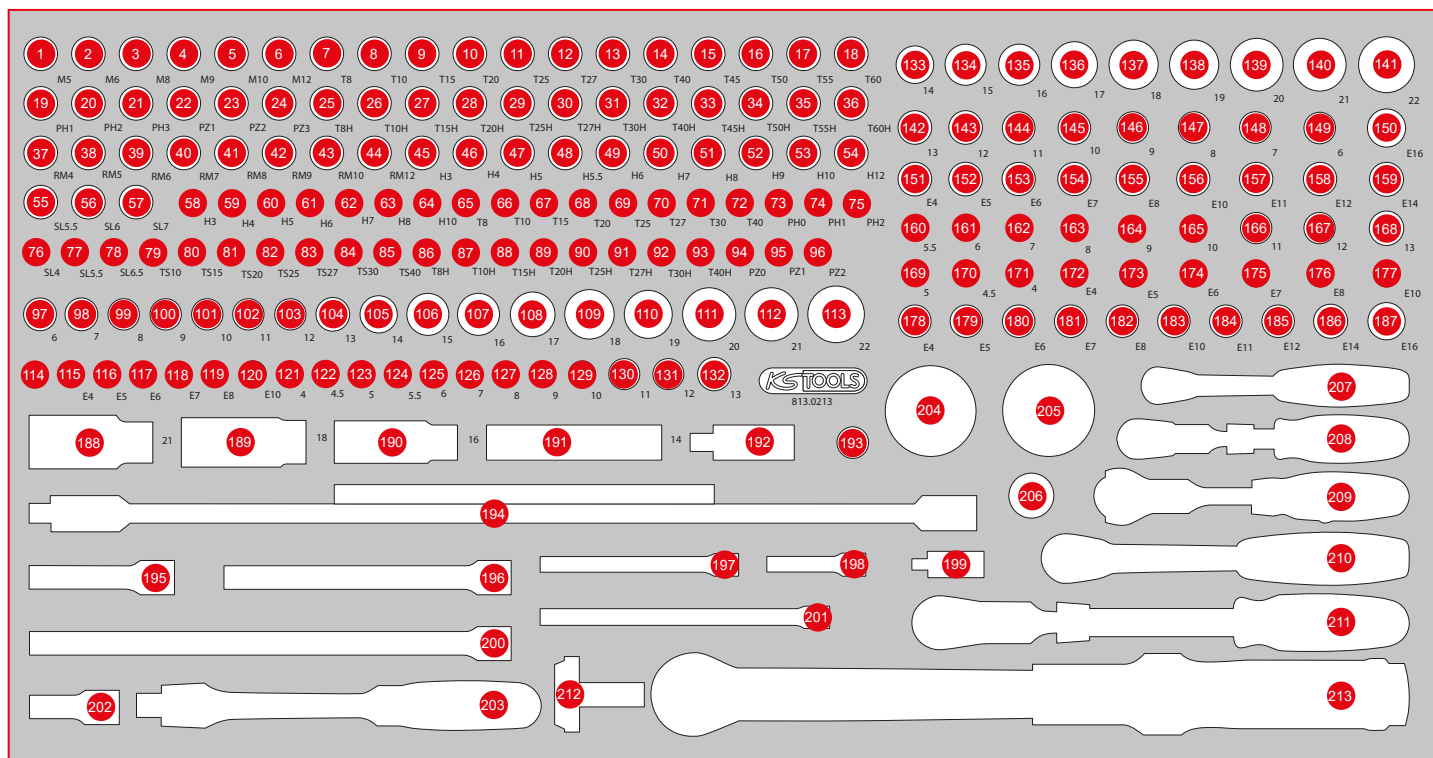 1 2 3 4 5 6 7 8 9 10 11 12 13 14 15 16 17 18
M5 M6 M8 M9 M10 M12 T8 T10 T15 T20 T25 T27 T30 T40 T45 T50 T55 T60
19 20 21 22 23 24 25 26 27 28 29 30 31 32 33 34 35 36
PH1 PH2 PH3 PZ1 PZ2 PZ3 T8H T10H T15H T20H T25H T27H T30H T40H T45H T50H T55H T60H
37 38 39 40 41 42 43 44 45 46 47 48 49 50 51 52 53 54
RM4 RM5 RM6 RM7 RM8 RM9 RM10 RM12 H3 H4 H5 H5.5 H6 H7 H8 H9 H10 H12
55 56 57 58 59 60 61 62 63 64 65 66 67 68 69 70 71 72 73 74 75
SL5.5 SL6 SL7 H3 H4 H5 H6 H7 H8 H10 T8 T10 T15 T20 T25 T27 T30 T40 PH0 PH1 PH2
76 77 78 79 80 81 82 83 84 85 86 87 88 89 90 91 92 93 94 95 96
SL4 SL5.5 SL6.5 TS10 TS15 TS20 TS25 TS27 TS30 TS40 T8H T10H T15H T20H T25H T27H T30H T40H PZ0 PZ1 PZ2
97 98 99 100 101 102 103 104 105 106 107 108 109 110 111 112 113
6 7 8 9 10 11 12 13 14 15 16 17 18 19 20 21 22
114 115 116 117 118 119 120 121 122 123 124 125 126 127 128 129 130 131 132
E4 E5 E6 E7 E8 E10 4 4.5 5 5.5 6 7 8 9 10 11 12 13
KS TOOLS
813.0213
133 134 135 136 137 138 139 140 141
14 15 16 17 18 19 20 21 22
142 143 144 145 146 147 148 149 150
13 12 11 10 9 8 7 6 E16
151 152 153 154 155 156 157 158 159
E4 E5 E6 E7 E8 E10 E11 E12 E14
160 161 162 163 164 165 166 167 168
5.5 6 7 8 9 10 11 12 13
169 170 171 172 173 174 175 176 177
5 4.5 4 E4 E5 E6 E7 E8 E10
178 179 180 181 182 183 184 185 186 187
E4 E5 E6 E7 E8 E10 E11 E12 E14 E16
188 21 189 18 190 16 191 14 192 193
194
195 196 197 198 199
200 201
202 203
204 205 206
207
208
209
210
211
212 213